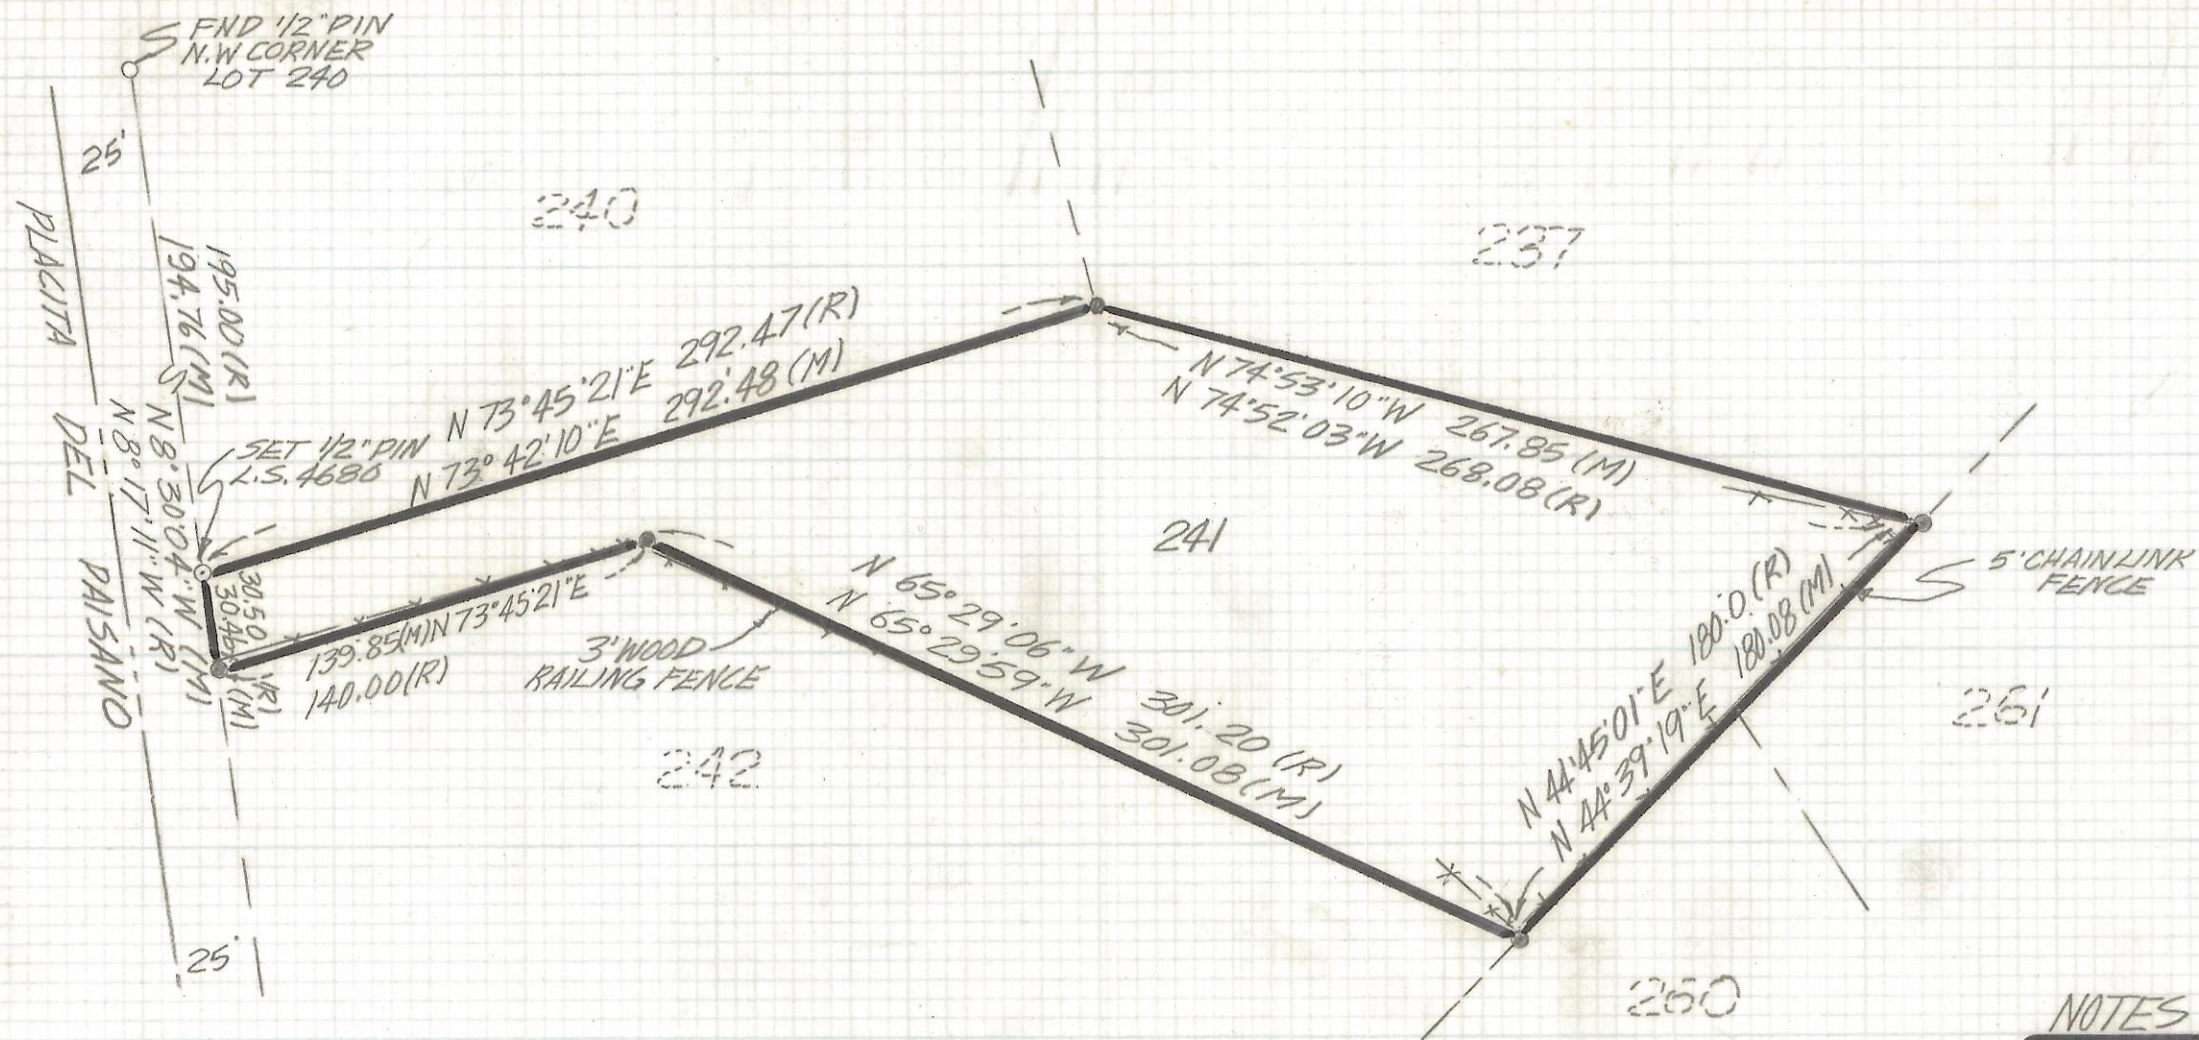 FND 1/2" PIN
N.W CORNER
LOT 240
25'
PLACITA DEL PAISANO
195.00 (R)
194.76 (M)
N 8°30'04" W (M)
N 8°17'11" W (R)
SET 1/2" PIN
L.S. 4680
30.50 (R)
30.46 (M)
240
N 73°45'21" E 292.47 (R)
N 73°42'10" E 292.48 (M)
237
N 74°53'10" W 267.85 (M)
N 74°52'03" W 268.08 (R)
241
139.85 (M) N 73°45'21" E
140.00 (R)
3' WOOD
RAILING FENCE
N 65°29'06" W 301.20 (R)
N 65°29'59" W 301.08 (M)
5' CHAINLINK
FENCE
N 44°45'01" E 180.0 (R)
N 44°39'19" E 180.08 (M)
261
242
25'
260
NOTES